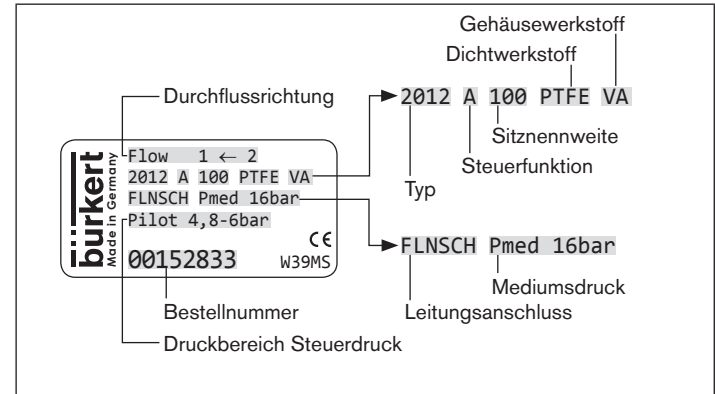 Gehäusewerkstoff
Dichtwerkstoff
Durchflussrichtung
2012 A 100 PTFE VA
Sitznennweite
Steuerfunktion
Typ
bürkert
Made in Germany
Flow 1 ← 2
2012 A 100 PTFE VA
FLNSCH Pmed 16bar
Pilot 4,8-6bar
CE
00152833 W39MS
FLNSCH Pmed 16bar
Mediumsdruck
Leitungsanschluss
Bestellnummer
Druckbereich Steuerdruck